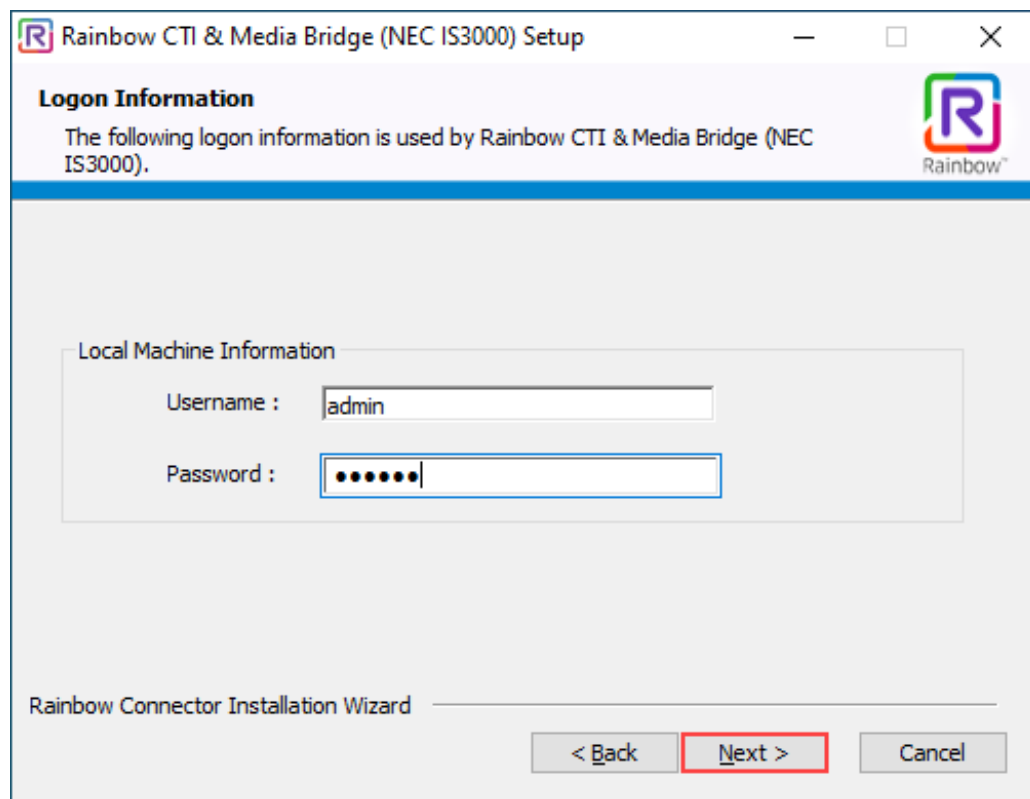 Rainbow CTI & Media Bridge (NEC IS3000) Setup
Logon Information
The following logon information is used by Rainbow CTI & Media Bridge (NEC
IS3000).
R
Rainbow™
Local Machine Information
Username :
admin
Password :
••••••
Rainbow Connector Installation Wizard
< Back
Next >
Cancel